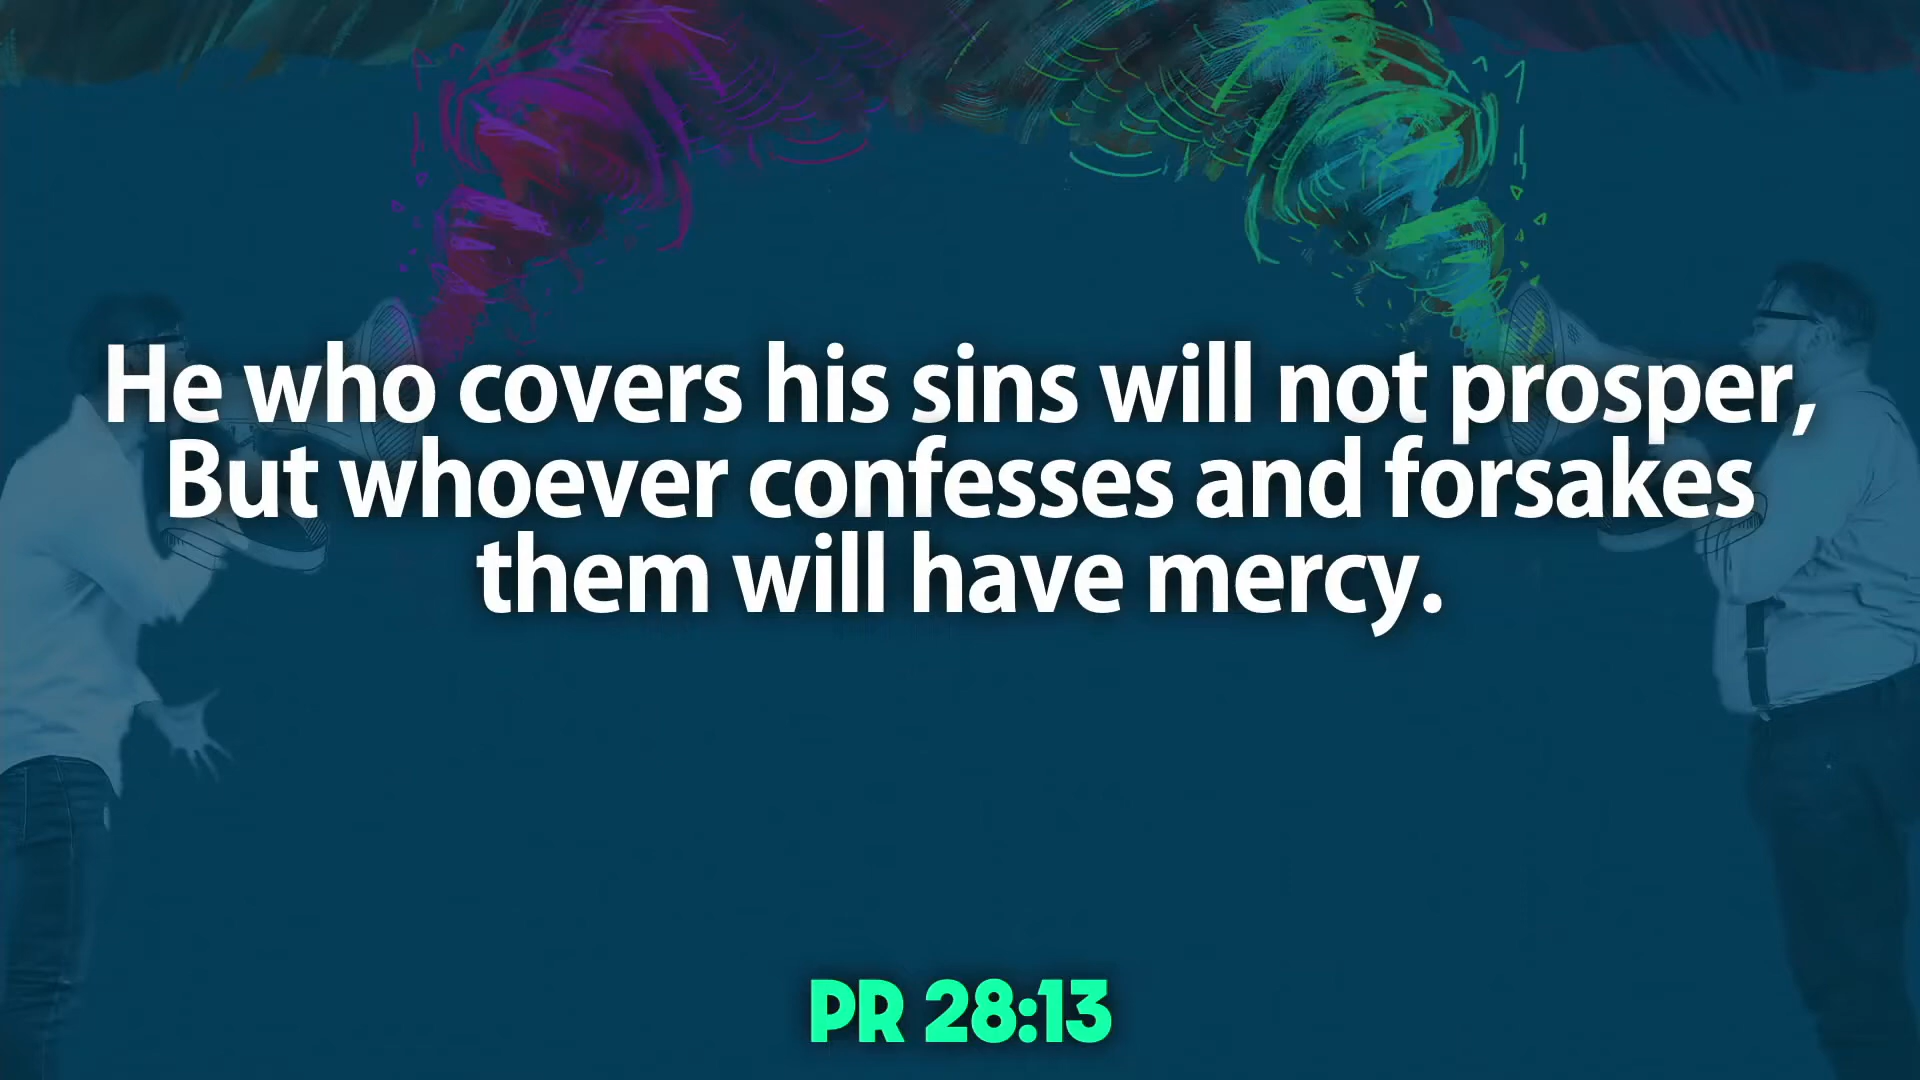 He who covers his sins will not prosper,
But whoever confesses and forsakes
them will have mercy.
PR 28:13